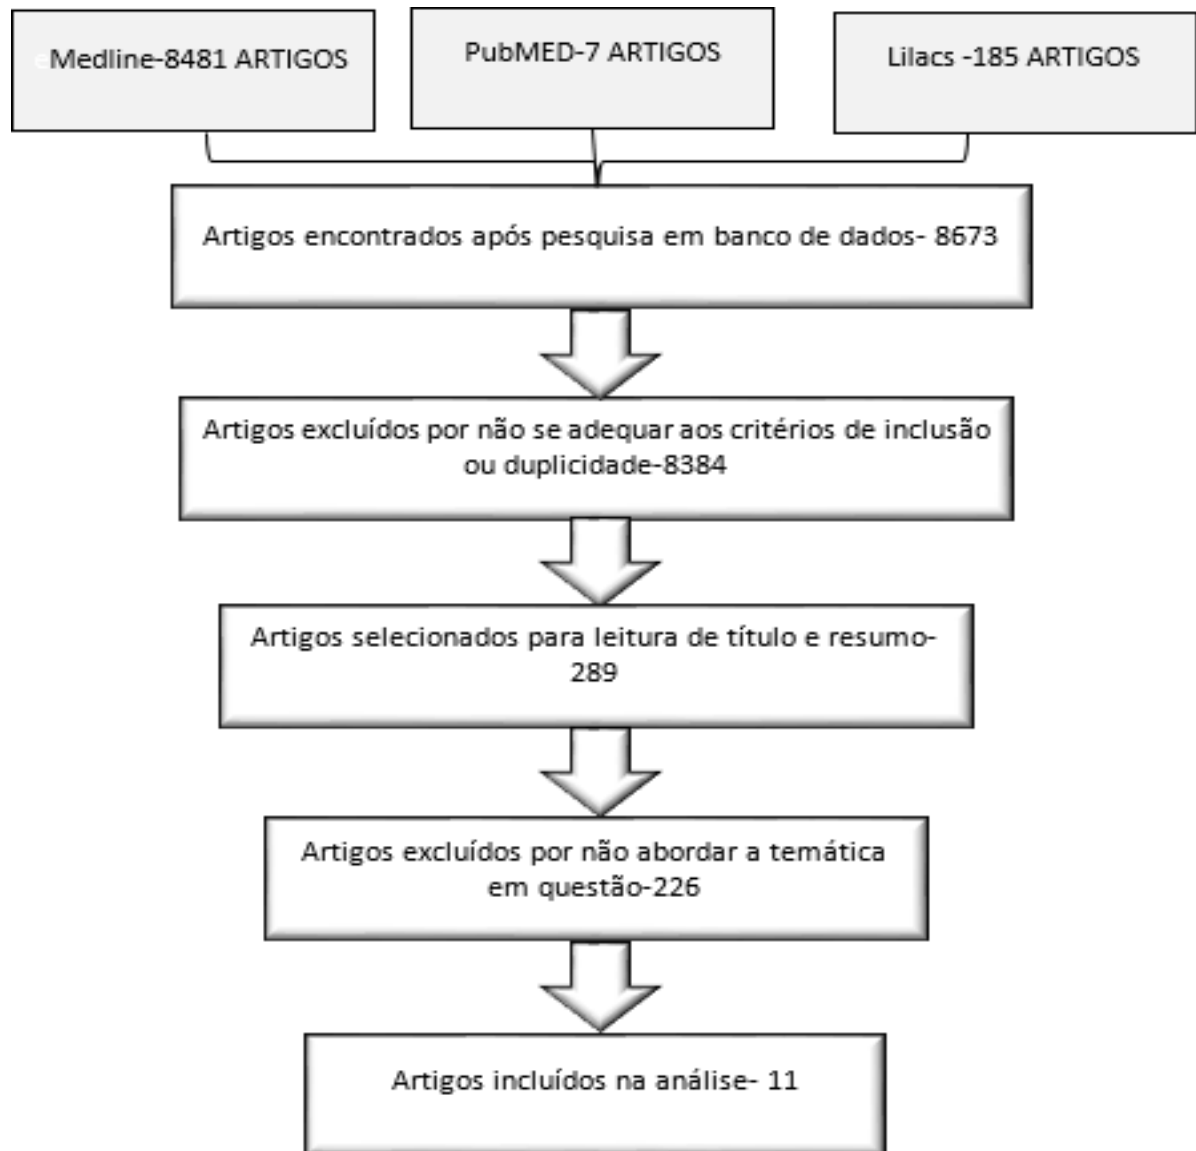 eMedline-8481 ARTIGOS
PubMED-7 ARTIGOS
Lilacs -185 ARTIGOS
Artigos encontrados após pesquisa em banco de dados- 8673
Artigos excluídos por não se adequar aos critérios de inclusão
ou duplicidade-8384
Artigos selecionados para leitura de título e resumo-
289
Artigos excluídos por não abordar a temática
em questão-226
Artigos incluídos na análise- 11